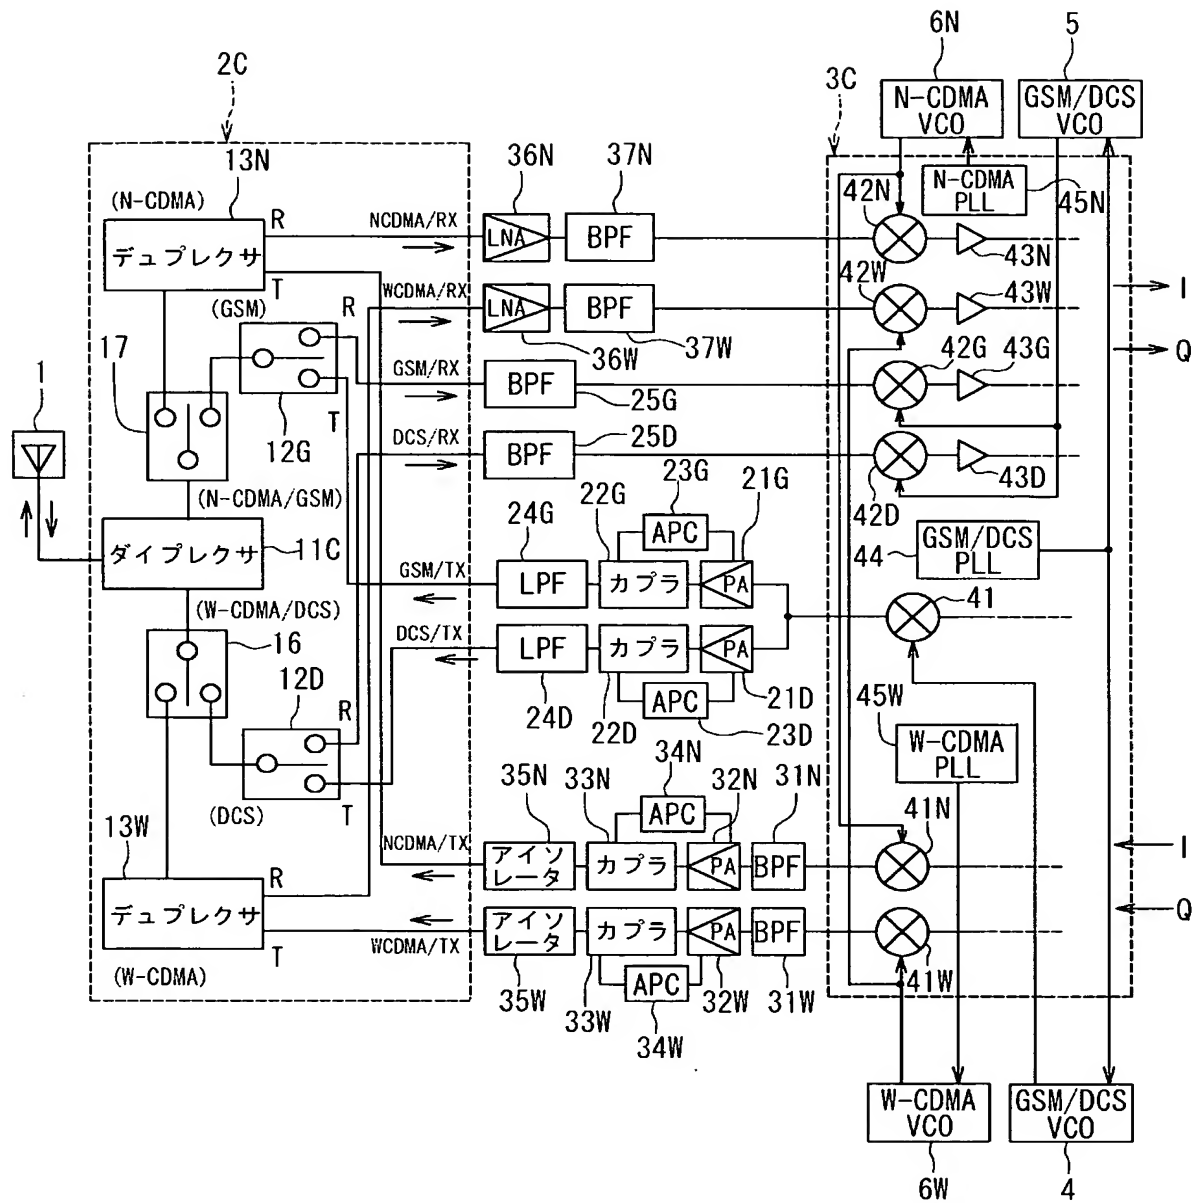 6N
5
2C
3C
N-CDMA
VCO
GSM/DCS
VCO
13N
36N
37N
(N-CDMA)
R
NCDMA/RX
LNA
BPF
42N
N-CDMA
PLL
45N
デュプレクサ
43N
T
42W
(GSM)
R
WCDMA/RX
LNA
BPF
43W
I
17
36W
37W
42G
43G
Q
1
GSM/RX
BPF
25G
T
12G
25D
DCS/RX
BPF
43D
(N-CDMA/GSM)
24G
22G
23G
21G
42D
APC
ダイプレクサ
11C
44
GSM/DCS
PLL
GSM/TX
LPF
カプラ
PA
41
(W-CDMA/DCS)
16
DCS/TX
LPF
カプラ
PA
12D
R
24D
22D
APC
21D
23D
45W
W-CDMA
PLL
34N
35N
33N
32N
31N
(DCS)
T
APC
41N
13W
NCDMA/TX
アイソ
レータ
カプラ
PA
BPF
I
R
デュプレクサ
アイソ
レータ
カプラ
PA
BPF
Q
T
WCDMA/TX
(W-CDMA)
APC
41W
35W
33W
34W
32W
31W
W-CDMA
VCO
GSM/DCS
VCO
6W
4